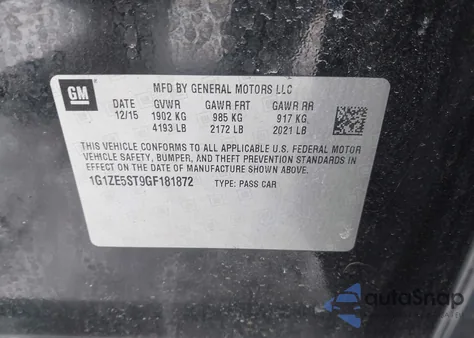 GM
MFD BY GENERAL MOTORS LLC
DATE GVWR GAWR FRT GAWR RR
12/15 1902 KG 985 KG 917 KG
4193 LB 2172 LB 2021 LB
THIS VEHICLE CONFORMS TO ALL APPLICABLE U.S. FEDERAL MOTOR
VEHICLE SAFETY, BUMPER, AND THEFT PREVENTION STANDARDS IN
EFFECT ON THE DATE OF MANUFACTURE SHOWN ABOVE.
1G1ZE5ST9GF181872 TYPE: PASS CAR
autoSnap